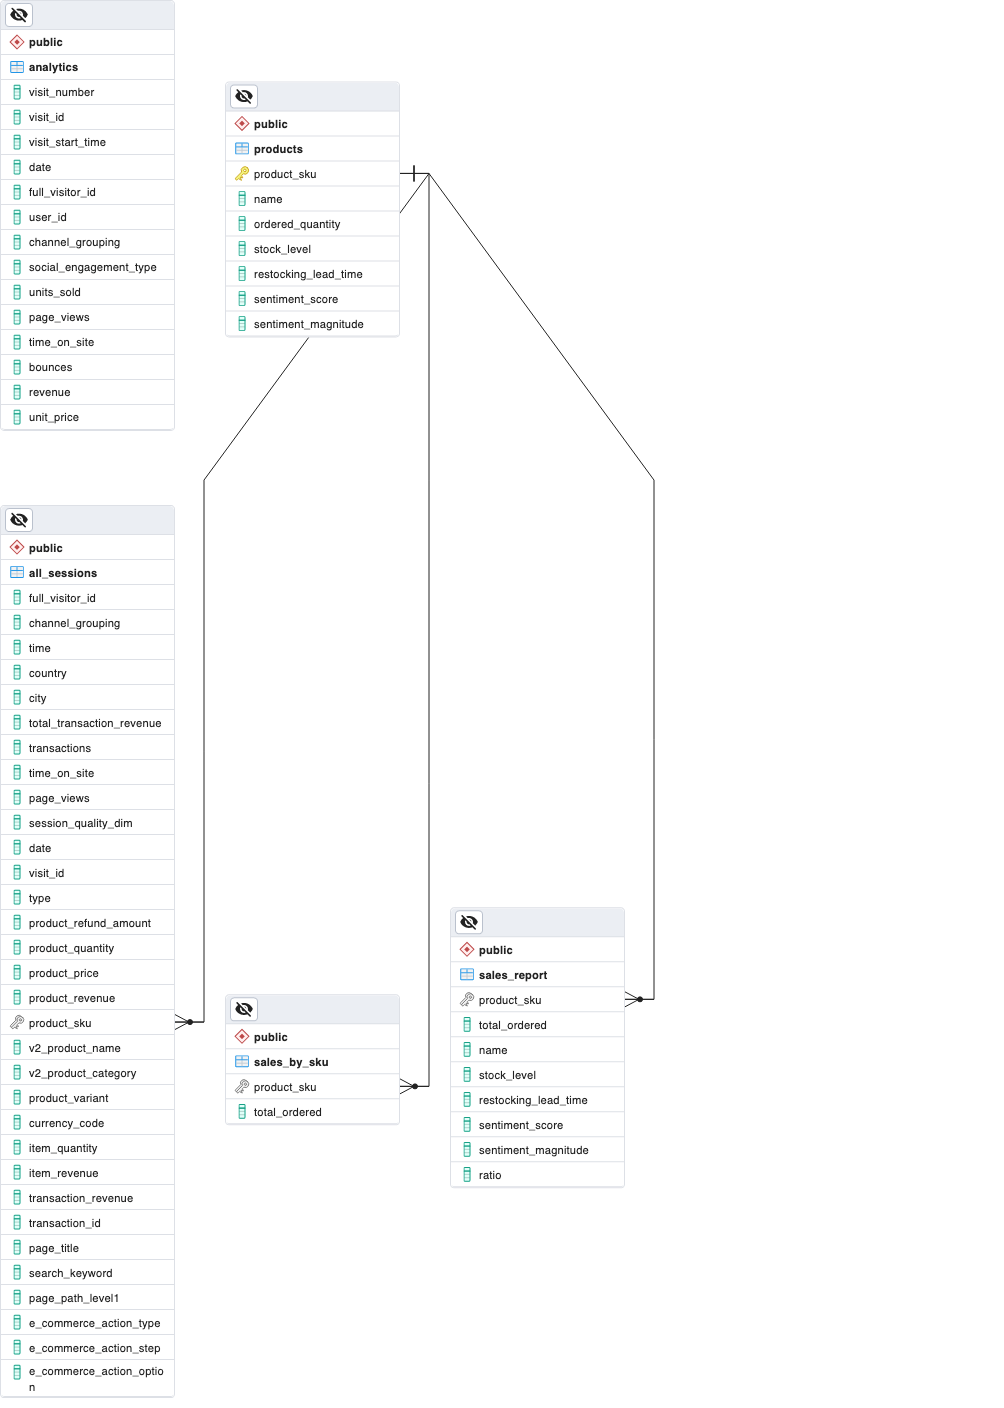 public
analytics
visit_number
visit_id
visit_start_time
date
full_visitor_id
user_id
channel_grouping
social_engagement_type
units_sold
page_views
time_on_site
bounces
revenue
unit_price
public
products
product_sku
name
ordered_quantity
stock_level
restocking_lead_time
sentiment_score
sentiment_magnitude
public
all_sessions
full_visitor_id
channel_grouping
time
country
city
total_transaction_revenue
transactions
time_on_site
page_views
session_quality_dim
date
visit_id
type
product_refund_amount
product_quantity
product_price
product_revenue
product_sku
v2_product_name
v2_product_category
product_variant
currency_code
item_quantity
item_revenue
transaction_revenue
transaction_id
page_title
search_keyword
page_path_level1
e_commerce_action_type
e_commerce_action_step
e_commerce_action_optio
n
public
sales_by_sku
product_sku
total_ordered
public
sales_report
product_sku
total_ordered
name
stock_level
restocking_lead_time
sentiment_score
sentiment_magnitude
ratio